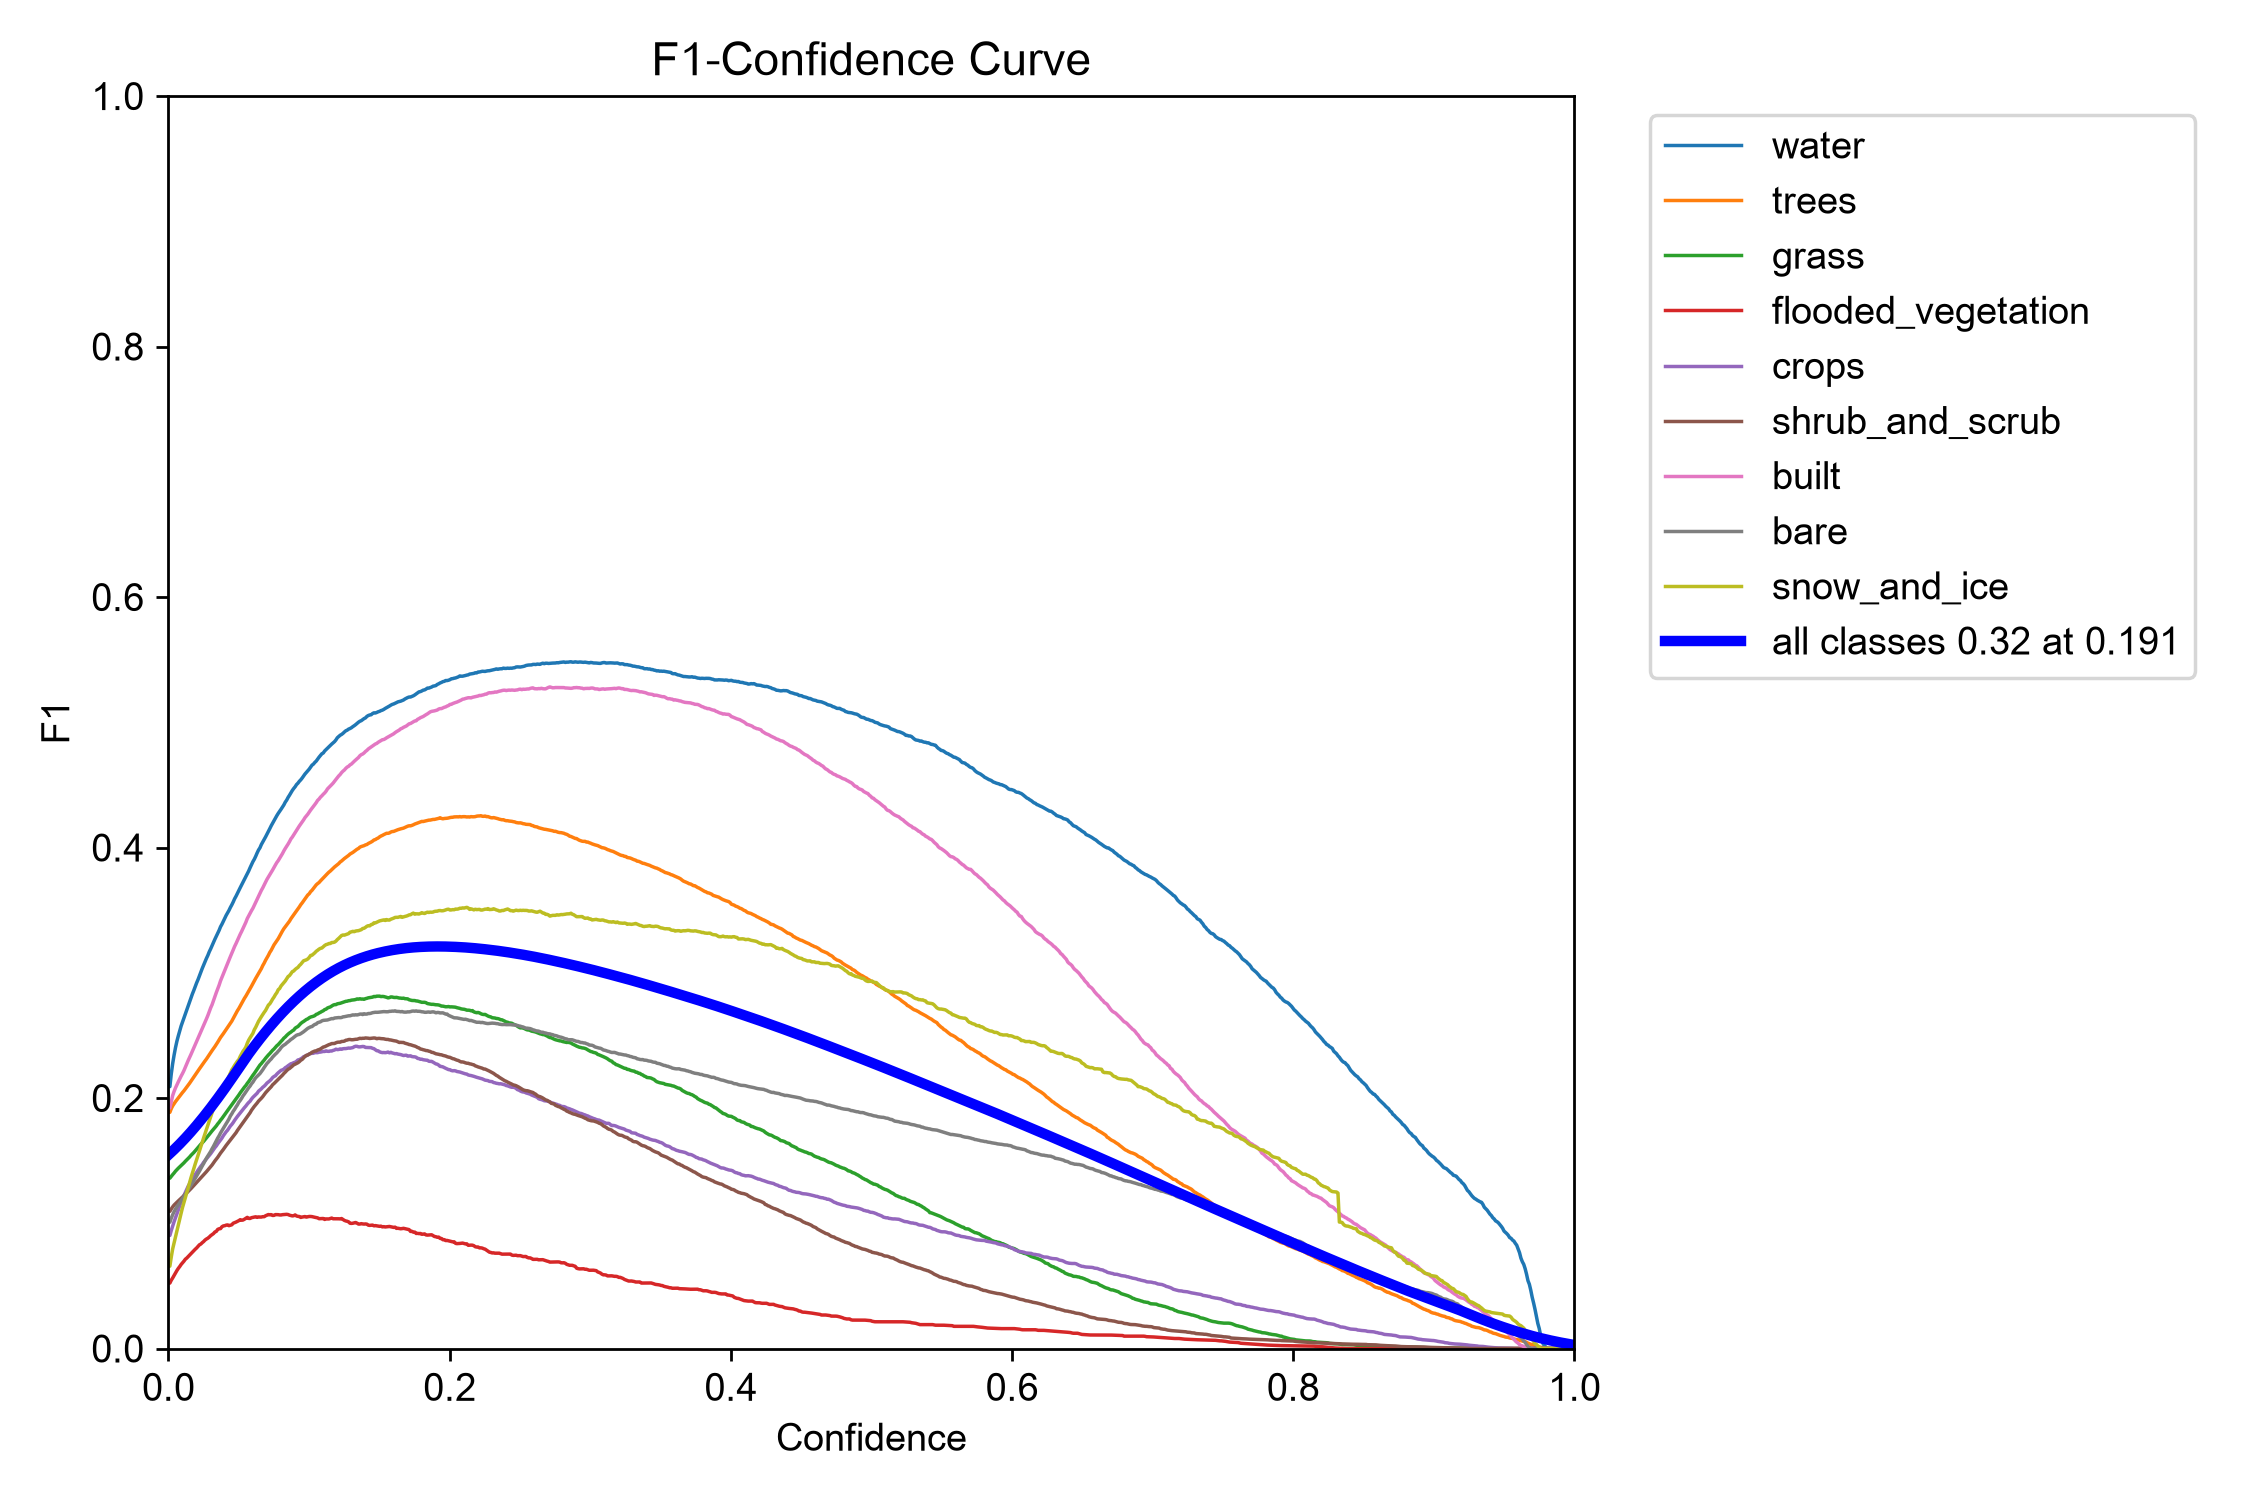 F1-Confidence Curve
1.0
0.8
0.6
0.4
0.2
0.0
F1
0.0 0.2 0.4 0.6 0.8 1.0
Confidence
water
trees
grass
flooded_vegetation
crops
shrub_and_scrub
built
bare
snow_and_ice
all classes 0.32 at 0.191